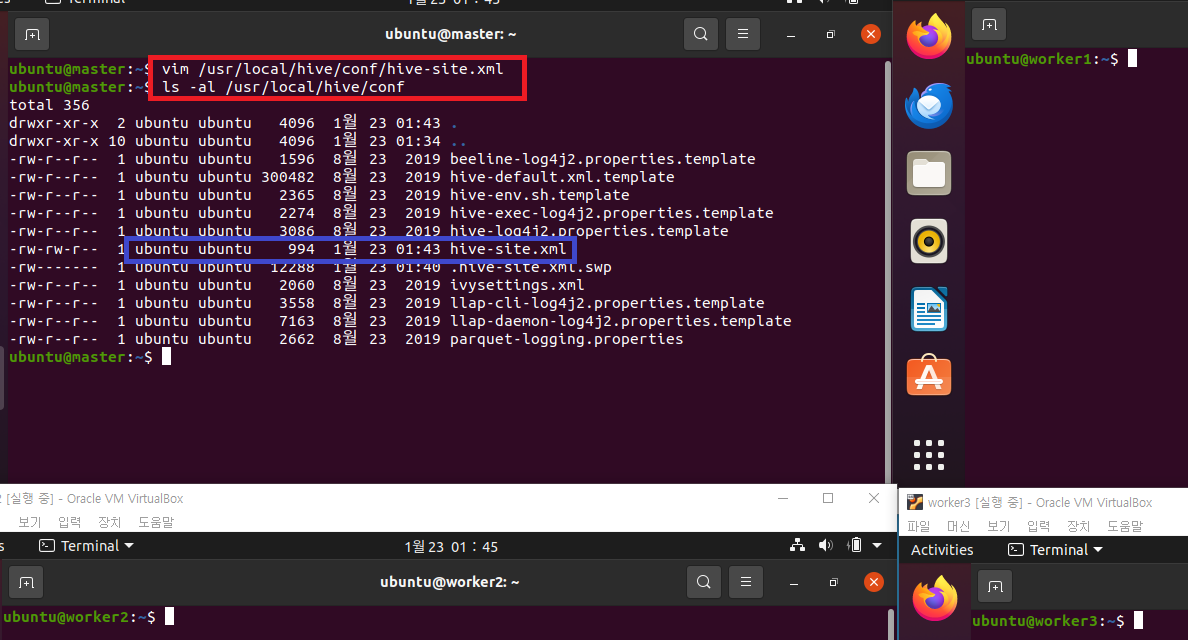 Terminal
1월 23 01 : 45
ubuntu@master: ~
ubuntu@master:~$ vim /usr/local/hive/conf/hive-site.xml
ubuntu@master:~$ ls -al /usr/local/hive/conf
total 356
drwxr-xr-x  2 ubuntu ubuntu   4096  1월 23 01:43 .
drwxr-xr-x 10 ubuntu ubuntu   4096  1월 23 01:34 ..
-rw-r--r--  1 ubuntu ubuntu   1596  8월 23  2019 beeline-log4j2.properties.template
-rw-r--r--  1 ubuntu ubuntu 300482  8월 23  2019 hive-default.xml.template
-rw-r--r--  1 ubuntu ubuntu   2365  8월 23  2019 hive-env.sh.template
-rw-r--r--  1 ubuntu ubuntu   2274  8월 23  2019 hive-exec-log4j2.properties.template
-rw-r--r--  1 ubuntu ubuntu   3086  8월 23  2019 hive-log4j2.properties.template
-rw-rw-r--  1 ubuntu ubuntu    994  1월 23 01:43 hive-site.xml
-rw-------  1 ubuntu ubuntu  12288  1월 23 01:40 .hive-site.xml.swp
-rw-r--r--  1 ubuntu ubuntu   2060  8월 23  2019 ivysettings.xml
-rw-r--r--  1 ubuntu ubuntu   3558  8월 23  2019 llap-cli-log4j2.properties.template
-rw-r--r--  1 ubuntu ubuntu   7163  8월 23  2019 llap-daemon-log4j2.properties.template
-rw-r--r--  1 ubuntu ubuntu   2662  8월 23  2019 parquet-logging.properties
ubuntu@master:~$
ubuntu@worker1:~$
[실행 중] - Oracle VM VirtualBox
보기 입력 장치 도움말
Terminal
1월 23 01 : 45
ubuntu@worker2: ~
ubuntu@worker2:~$
worker3 [실행 중] - Oracle VM VirtualBox
파일 머신 보기 입력 장치 도움말
Activities Terminal
ubuntu@worker3:~$